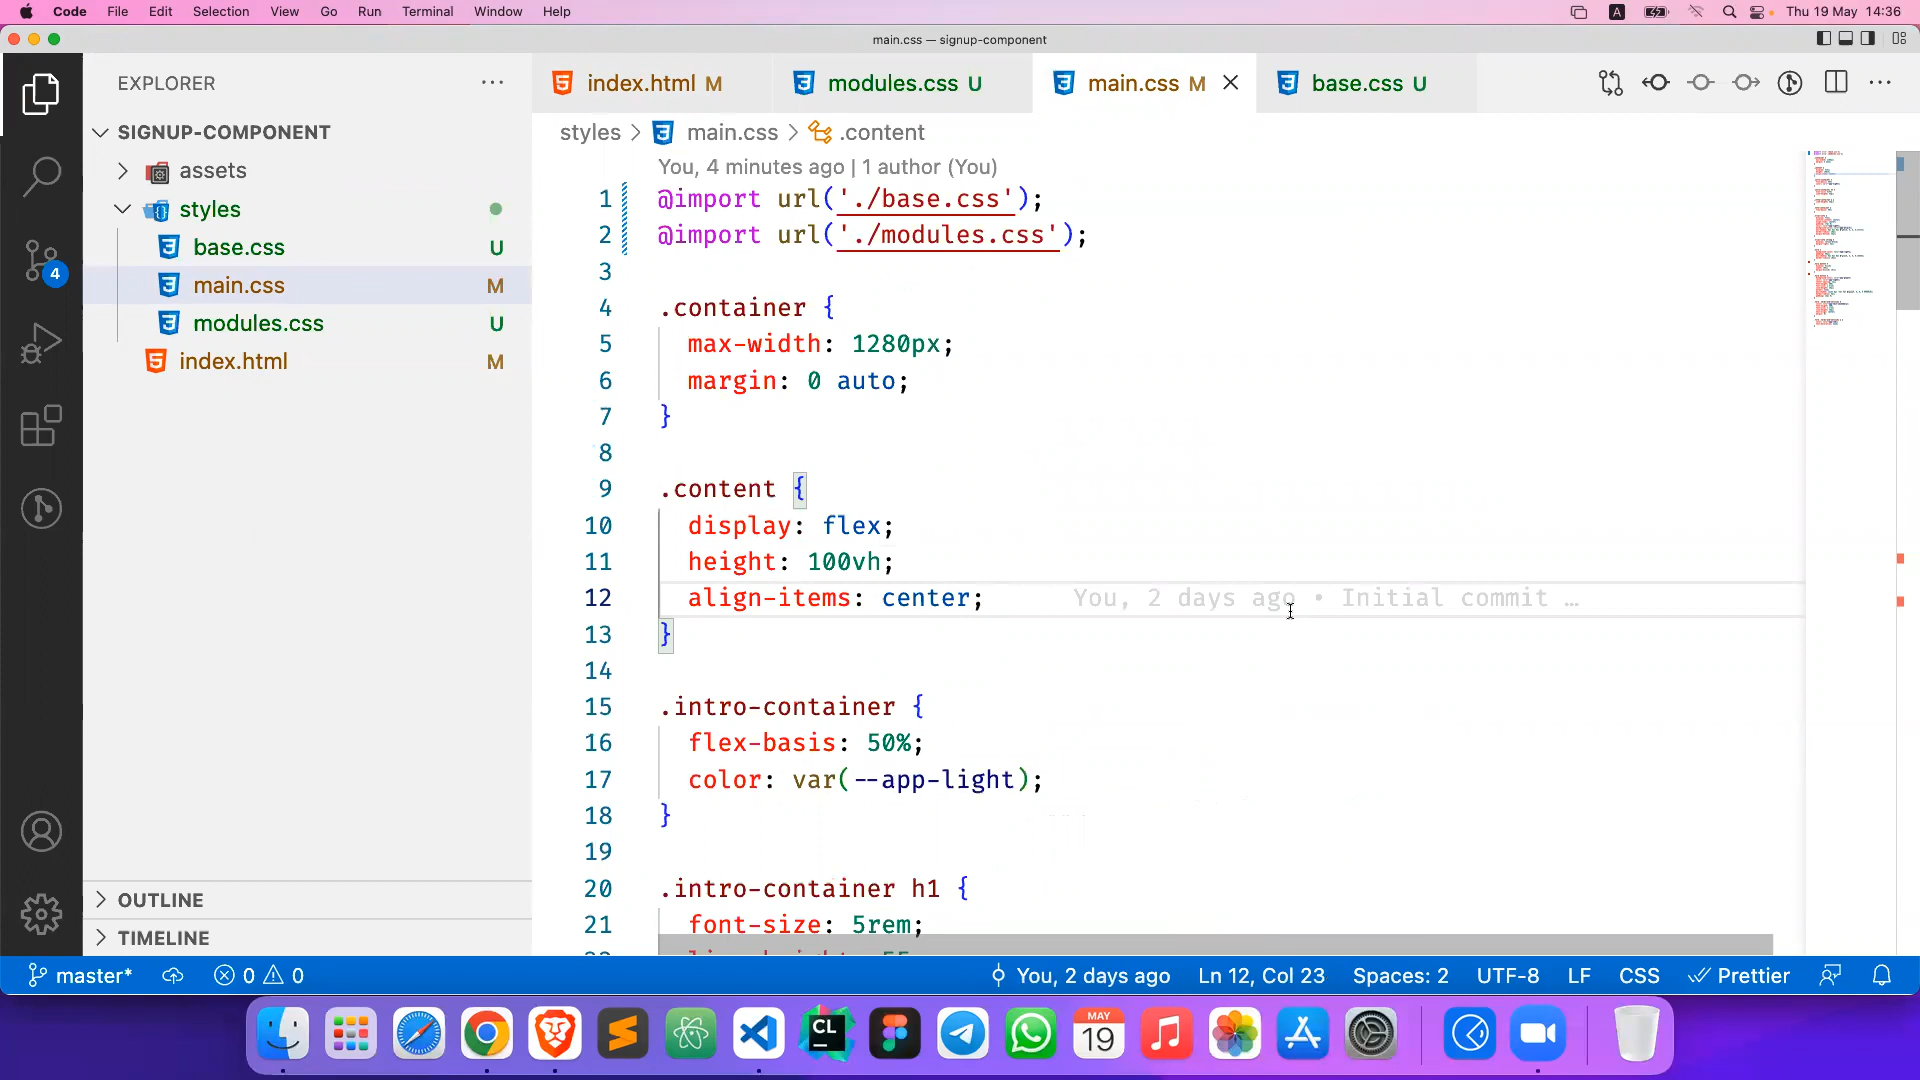 Code File Edit Selection View Go Run Terminal Window Help A Thu 19 May 14:36
main.css — signup-component
EXPLORER
index.html M modules.css U main.css M base.css U
SIGNUP-COMPONENT
styles > main.css > .content
assets
You, 4 minutes ago | 1 author (You)
styles
1 @import url('./base.css');
base.css U
2 @import url('./modules.css');
main.css M
3
modules.css U
4 .container {
index.html M
5 max-width: 1280px;
6 margin: 0 auto;
7 }
8
9 .content {
10 display: flex;
11 height: 100vh;
12 align-items: center; You, 2 days ago • Initial commit …
13 }
14
15 .intro-container {
16 flex-basis: 50%;
17 color: var(--app-light);
18 }
19
20 .intro-container h1 {
21 font-size: 5rem;
4
OUTLINE
TIMELINE
master* 0 0 You, 2 days ago Ln 12, Col 23 Spaces: 2 UTF-8 LF CSS Prettier
CL
MAY
19